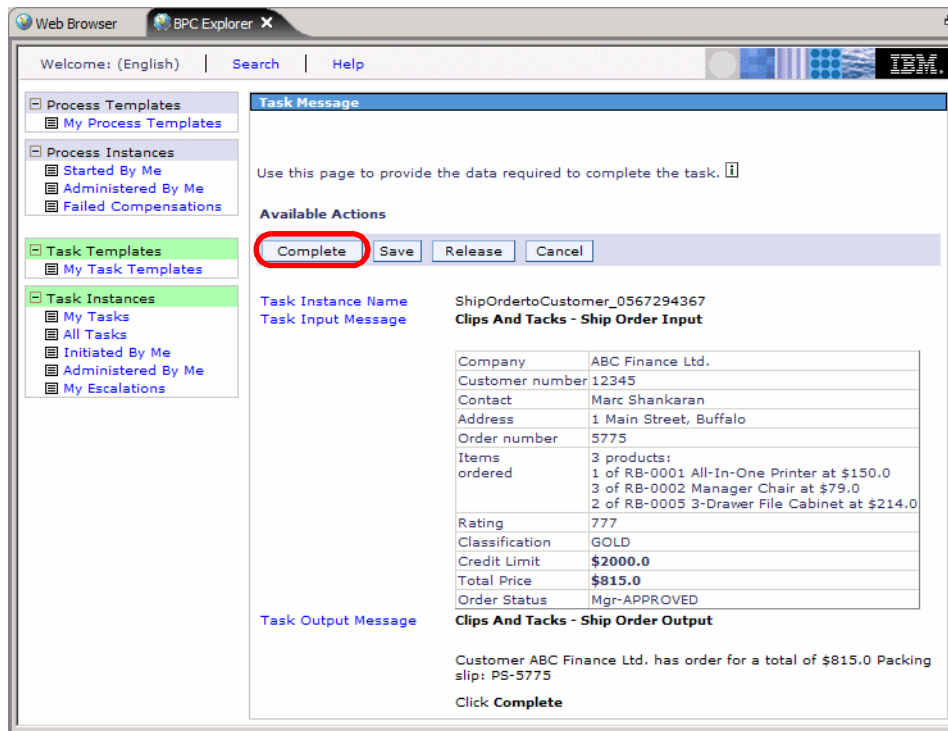 Web Browser
BPC Explorer
Welcome: (English)
Search
Help
IBM.
Process Templates
My Process Templates
Process Instances
Started By Me
Administered By Me
Failed Compensations
Task Templates
My Task Templates
Task Instances
My Tasks
All Tasks
Initiated By Me
Administered By Me
My Escalations
Task Message
Use this page to provide the data required to complete the task. i
Available Actions
Complete Save Release Cancel
Task Instance Name ShipOrdertoCustomer_0567294367
Task Input Message Clips And Tacks - Ship Order Input
Company ABC Finance Ltd.
Customer number 12345
Contact Marc Shankaran
Address 1 Main Street, Buffalo
Order number 5775
Items 3 products:
ordered 1 of RB-0001 All-In-One Printer at $150.0
3 of RB-0002 Manager Chair at $79.0
2 of RB-0005 3-Drawer File Cabinet at $214.0
Rating 777
Classification GOLD
Credit Limit $2000.0
Total Price $815.0
Order Status Mgr-APPROVED
Task Output Message Clips And Tacks - Ship Order Output
Customer ABC Finance Ltd. has order for a total of $815.0 Packing
slip: PS-5775
Click Complete